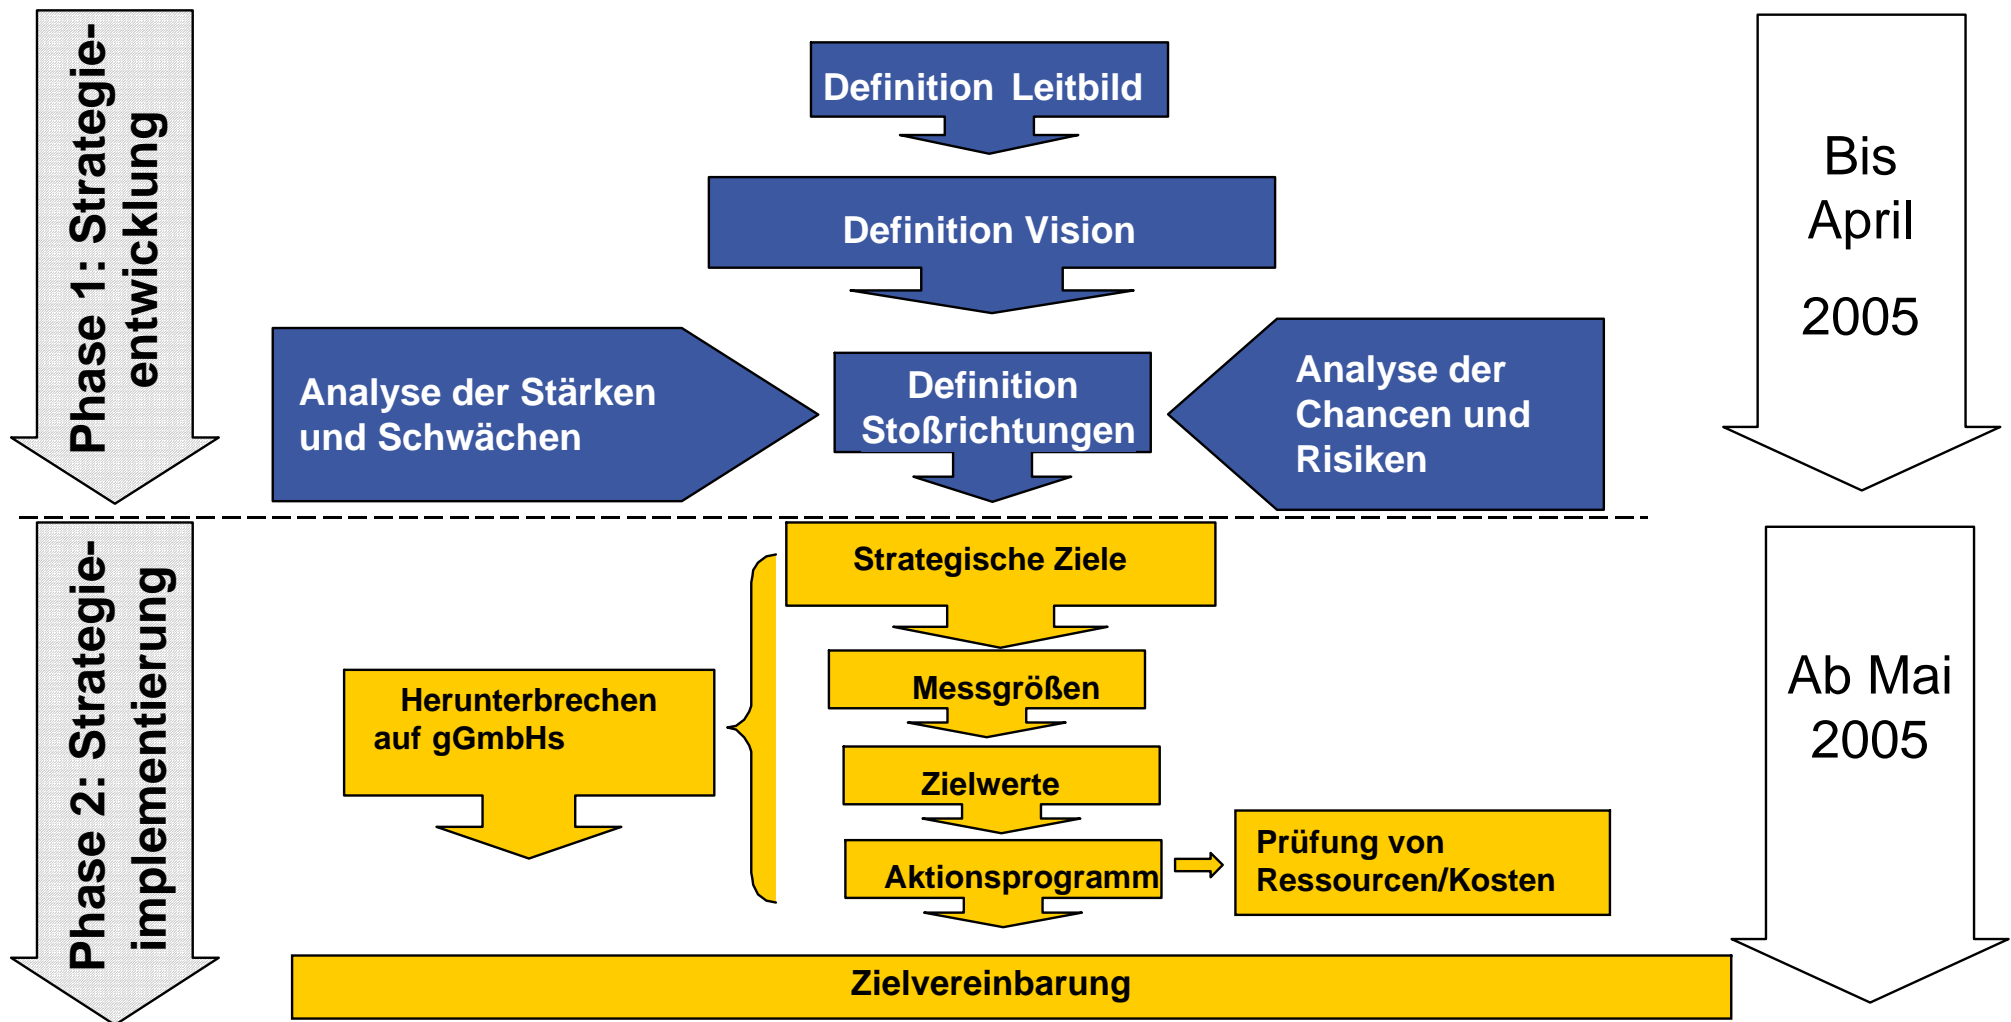 Phase 1: Strategie-
entwicklung
Definition Leitbild
Definition Vision
Analyse der Stärken
und Schwächen
Definition
Stoßrichtungen
Analyse der
Chancen und
Risiken
Bis
April
2005
Phase 2: Strategie-
implementierung
Strategische Ziele
Messgrößen
Herunterbrechen
auf gGmbHs
Zielwerte
Aktionsprogramm
Prüfung von
Ressourcen/Kosten
Zielvereinbarung
Ab Mai
2005